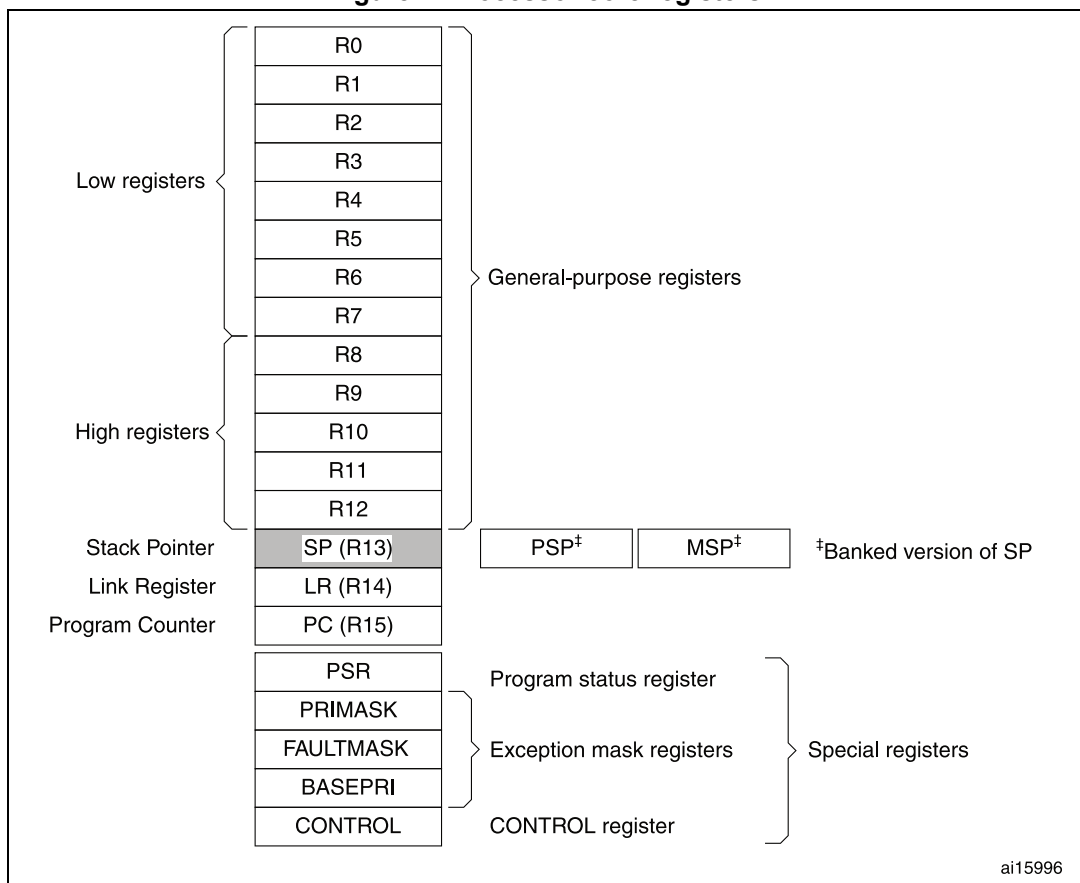 R0
R1
R2
R3
Low registers
R4
R5
R6
General-purpose registers
R7
R8
R9
High registers
R10
R11
R12
Stack Pointer SP (R13) PSP‡ MSP‡ ‡Banked version of SP
Link Register LR (R14)
Program Counter PC (R15)
PSR Program status register
PRIMASK
FAULTMASK Exception mask registers Special registers
BASEPRI
CONTROL CONTROL register
ai15996